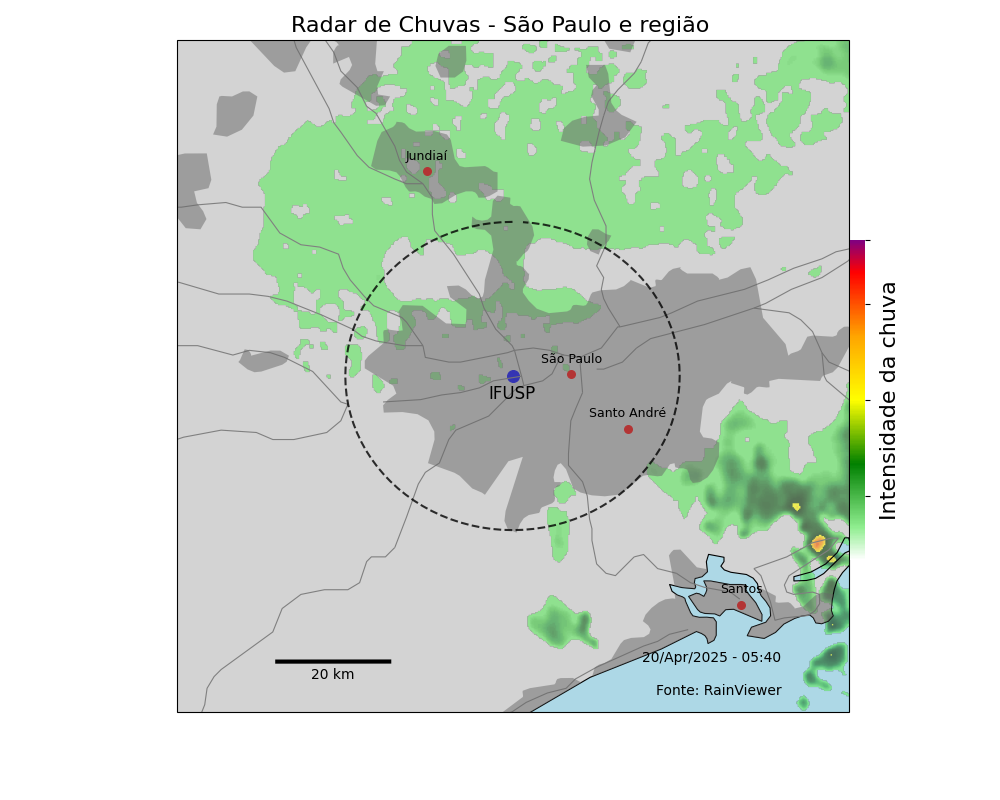 Radar de Chuvas - São Paulo e região
Jundiaí
São Paulo
IFUSP
Santo André
Intensidade da chuva
Santos
20/Apr/2025 - 05:40
20 km
Fonte: RainViewer